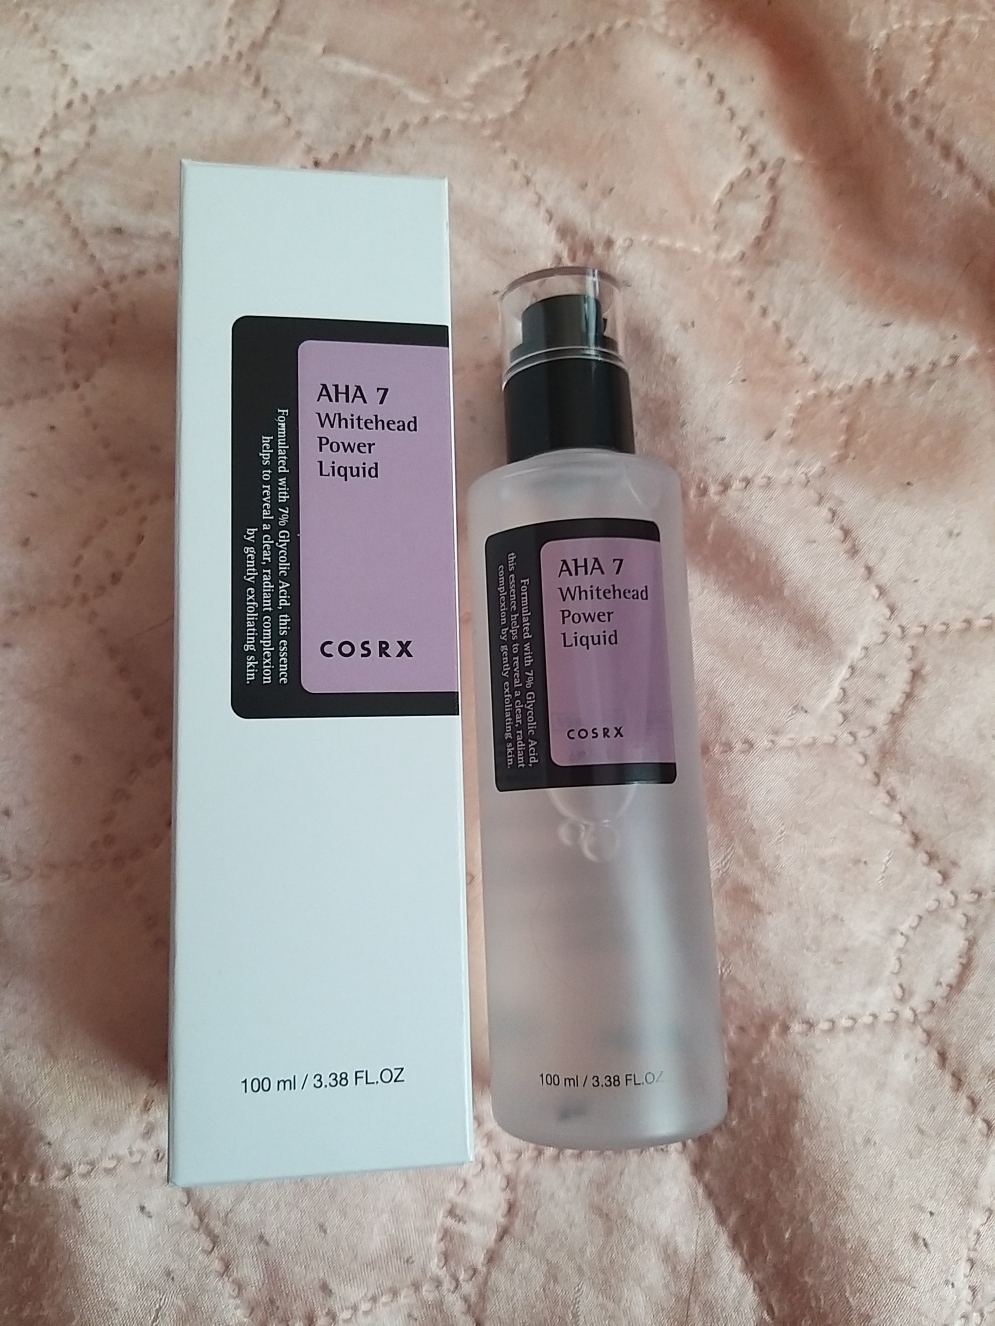 AHA 7
Whitehead
Power
Liquid
Formulated with 7% Glycolic Acid, this essence
helps to reveal a clear, radiant complexion
by gently exfoliating skin.
COSRX
100 ml / 3.38 FL.OZ
AHA 7
Whitehead
Power
Liquid
Formulated with 7% Glycolic Acid,
this essence helps to reveal a clear, radiant
complexion by gently exfoliating skin.
COSRX
100 ml / 3.38 FL.OZ